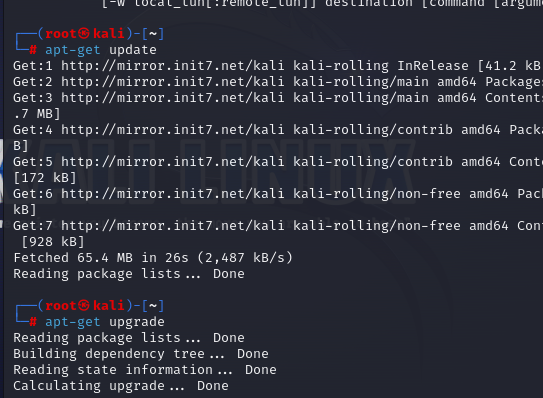 [-W local_tun[:remote_tun]] destination [command [argum
┌──(root㉿kali)-[~]
└─# apt-get update
Get:1 http://mirror.init7.net/kali kali-rolling InRelease [41.2 kB
Get:2 http://mirror.init7.net/kali kali-rolling/main amd64 Packages
Get:3 http://mirror.init7.net/kali kali-rolling/main amd64 Contents
.7 MB]
Get:4 http://mirror.init7.net/kali kali-rolling/contrib amd64 Packa
B]
Get:5 http://mirror.init7.net/kali kali-rolling/contrib amd64 Conte
[172 kB]
Get:6 http://mirror.init7.net/kali kali-rolling/non-free amd64 Pack
kB]
Get:7 http://mirror.init7.net/kali kali-rolling/non-free amd64 Cont
[928 kB]
Fetched 65.4 MB in 26s (2,487 kB/s)
Reading package lists... Done
┌──(root㉿kali)-[~]
└─# apt-get upgrade
Reading package lists... Done
Building dependency tree... Done
Reading state information... Done
Calculating upgrade... Done